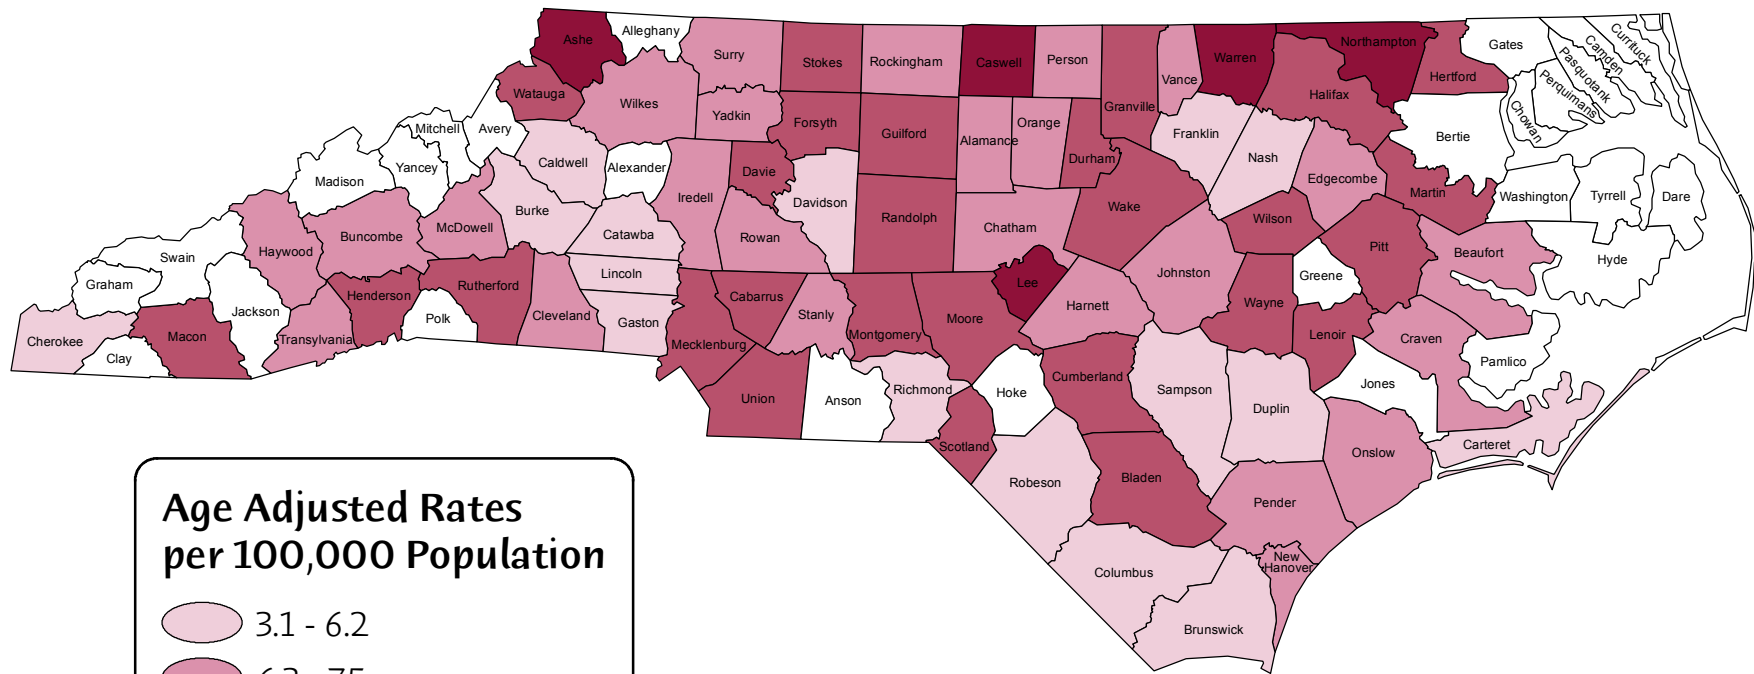 Ashe
Alleghany
Surry
Stokes
Rockingham
Caswell
Person
Granville
Vance
Warren
Northampton
Halifax
Hertford
Gates
Currituck
Camden
Pasquotank
Perquimans
Chowan
Bertie
Watauga
Wilkes
Yadkin
Forsyth
Guilford
Alamance
Orange
Durham
Franklin
Nash
Edgecombe
Martin
Washington
Tyrrell
Dare
Mitchell
Avery
Yancey
Madison
Caldwell
Alexander
Iredell
Davie
Davidson
Randolph
Chatham
Wake
Wilson
Pitt
Beaufort
Hyde
Burke
Catawba
Rowan
McDowell
Buncombe
Haywood
Swain
Graham
Jackson
Macon
Cherokee
Clay
Transylvania
Henderson
Polk
Rutherford
Cleveland
Lincoln
Gaston
Mecklenburg
Cabarrus
Stanly
Montgomery
Moore
Lee
Harnett
Johnston
Wayne
Greene
Lenoir
Craven
Pamlico
Jones
Carteret
Union
Anson
Richmond
Scotland
Hoke
Cumberland
Sampson
Duplin
Onslow
Robeson
Bladen
Pender
New
Hanover
Columbus
Brunswick
Age Adjusted Rates
per 100,000 Population
3.1 - 6.2